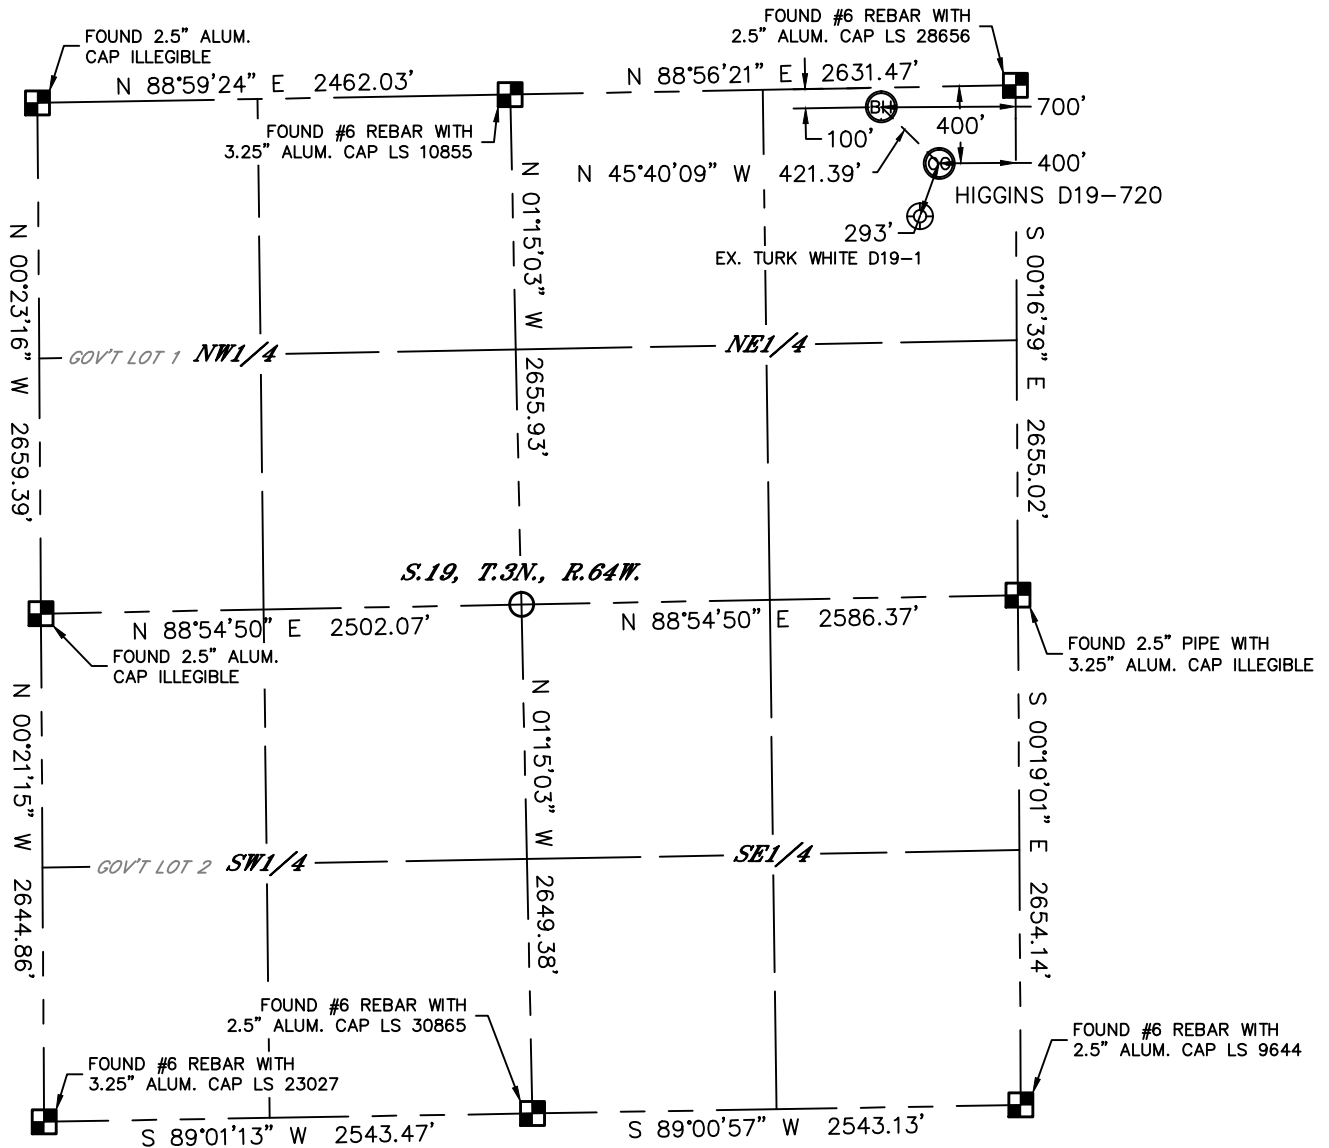 FOUND 2.5" ALUM.
CAP ILLEGIBLE
FOUND #6 REBAR WITH
2.5" ALUM. CAP LS 28656
N 88°59'24" E 2462.03'
N 88°56'21" E 2631.47'
FOUND #6 REBAR WITH
3.25" ALUM. CAP LS 10855
BH
700'
100'
400'
N 45°40'09" W 421.39'
OG
400'
HIGGINS D19-720
293'
EX. TURK WHITE D19-1
N 00°23'16" W 2659.39'
N 01°15'03" W 2655.93'
S 00°16'39" E 2655.02'
GOV'T LOT 1 NW1/4
NE1/4
S.19, T.3N., R.64W.
N 88°54'50" E 2502.07'
N 88°54'50" E 2586.37'
FOUND 2.5" ALUM.
CAP ILLEGIBLE
FOUND 2.5" PIPE WITH
3.25" ALUM. CAP ILLEGIBLE
N 00°21'15" W 2644.86'
N 01°15'03" W 2649.38'
S 00°19'01" E 2654.14'
GOV'T LOT 2 SW1/4
SE1/4
FOUND #6 REBAR WITH
2.5" ALUM. CAP LS 30865
FOUND #6 REBAR WITH
3.25" ALUM. CAP LS 23027
FOUND #6 REBAR WITH
2.5" ALUM. CAP LS 9644
S 89°01'13" W 2543.47'
S 89°00'57" W 2543.13'